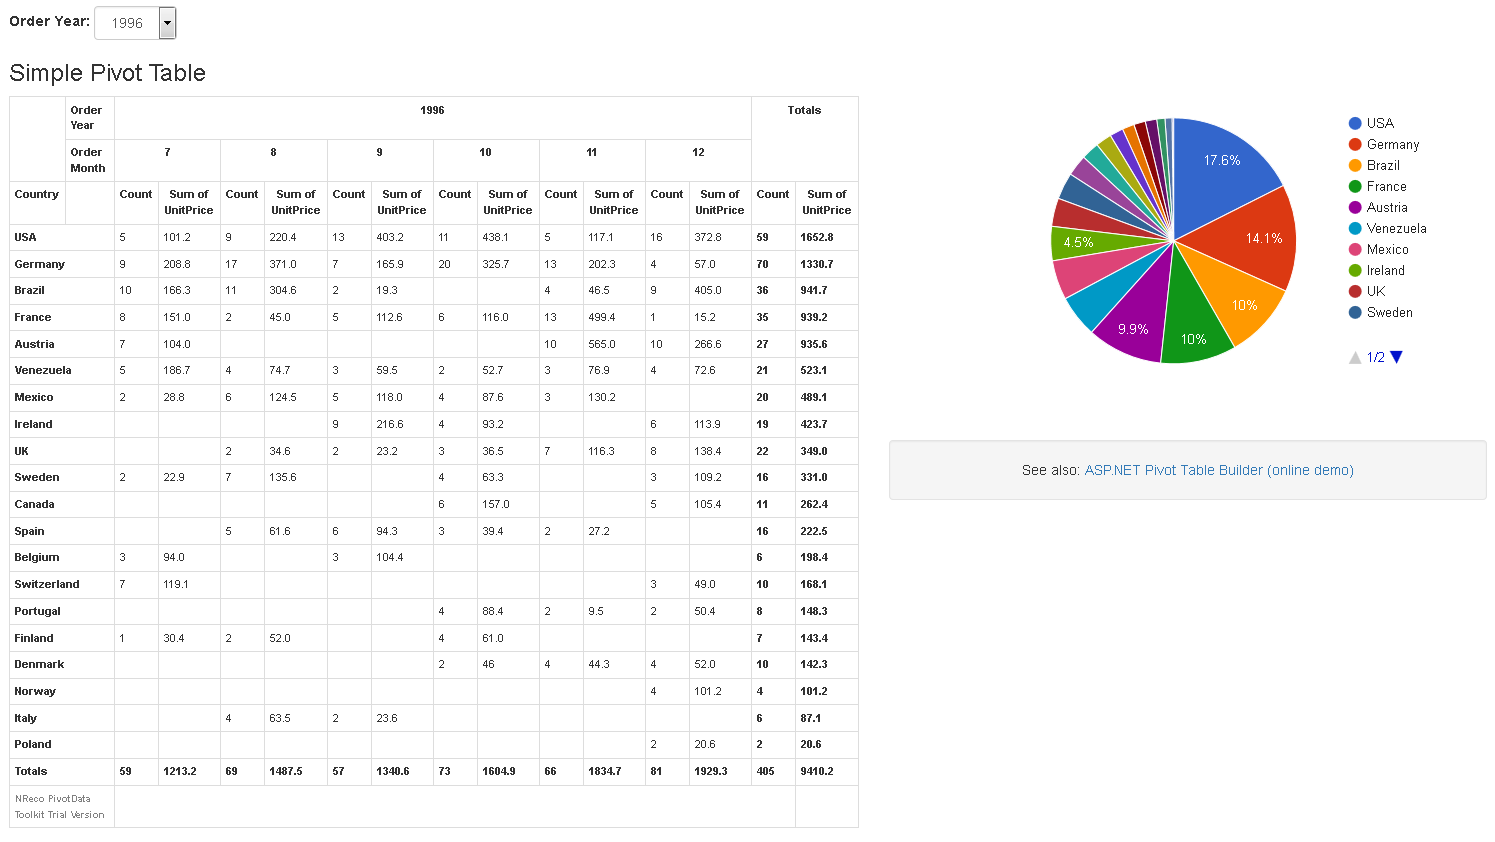 Order Year: 1996
Simple Pivot Table
Order Year 1996 Totals
Order Month 7 8 9 10 11 12
Country Count Sum of UnitPrice Count Sum of UnitPrice Count Sum of UnitPrice Count Sum of UnitPrice Count Sum of UnitPrice Count Sum of UnitPrice Count Sum of UnitPrice
USA 5 101.2 9 220.4 13 403.2 11 438.1 5 117.1 16 372.8 59 1652.8
Germany 9 208.8 17 371.0 7 165.9 20 325.7 13 202.3 4 57.0 70 1330.7
Brazil 10 166.3 11 304.6 2 19.3 4 46.5 9 405.0 36 941.7
France 8 151.0 2 45.0 5 112.6 6 116.0 13 499.4 1 15.2 35 939.2
Austria 7 104.0 10 565.0 10 266.6 27 935.6
Venezuela 5 186.7 4 74.7 3 59.5 2 52.7 3 76.9 4 72.6 21 523.1
Mexico 2 28.8 6 124.5 5 118.0 4 87.6 3 130.2 20 489.1
Ireland 9 216.6 4 93.2 6 113.9 19 423.7
UK 2 34.6 2 23.2 3 36.5 7 116.3 8 138.4 22 349.0
Sweden 2 22.9 7 135.6 4 63.3 3 109.2 16 331.0
Canada 6 157.0 5 105.4 11 262.4
Spain 5 61.6 6 94.3 3 39.4 2 27.2 16 222.5
Belgium 3 94.0 3 104.4 6 198.4
Switzerland 7 119.1 3 49.0 10 168.1
Portugal 4 88.4 2 9.5 2 50.4 8 148.3
Finland 1 30.4 2 52.0 4 61.0 7 143.4
Denmark 2 46 4 44.3 4 52.0 10 142.3
Norway 4 101.2 4 101.2
Italy 4 63.5 2 23.6 6 87.1
Poland 2 20.6 2 20.6
Totals 59 1213.2 69 1487.5 57 1340.6 73 1604.9 66 1834.7 81 1929.3 405 9410.2
NReco PivotData
Toolkit Trial Version
17.6%
14.1%
10%
10%
9.9%
4.5%
USA
Germany
Brazil
France
Austria
Venezuela
Mexico
Ireland
UK
Sweden
1/2
See also: ASP.NET Pivot Table Builder (online demo)